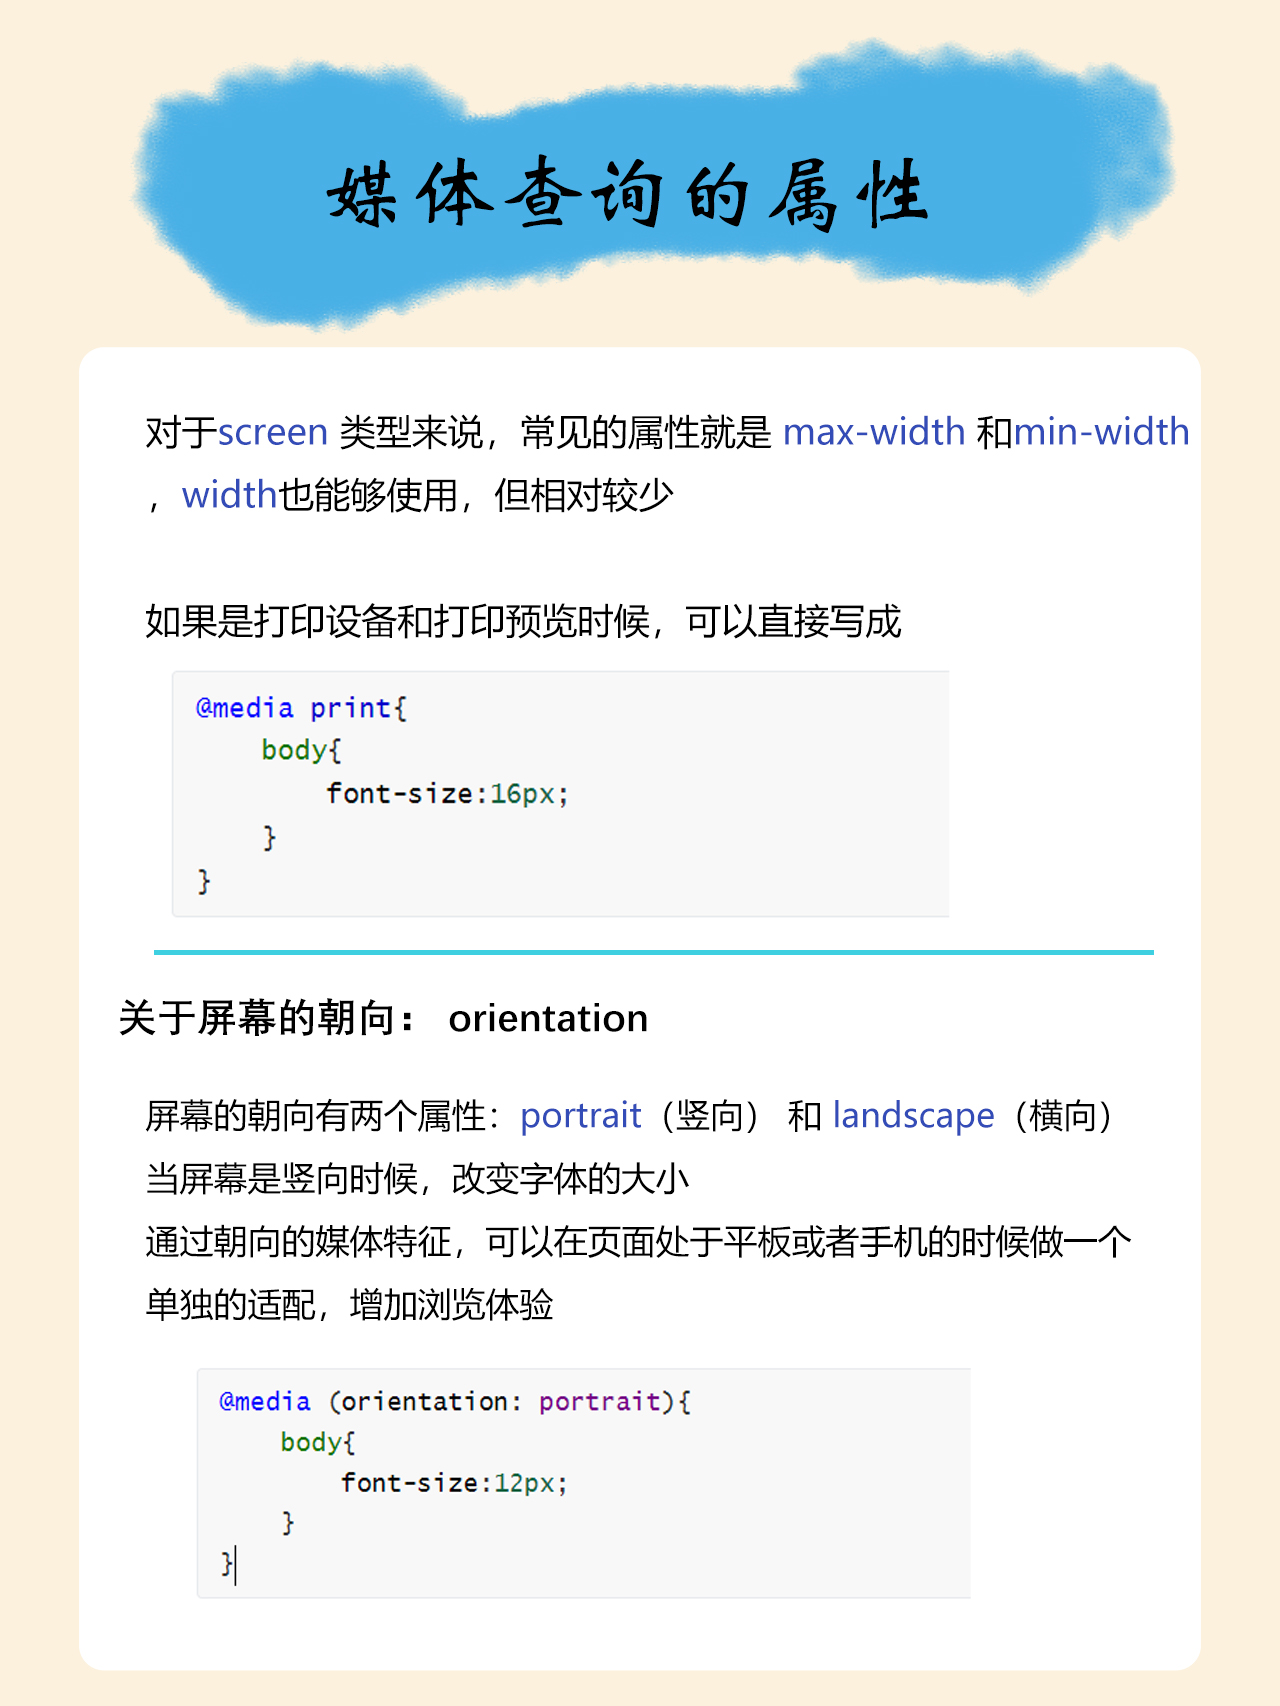 媒体查询的属性
对于screen 类型来说，常见的属性就是 max-width 和min-width
，width也能够使用，但相对较少
如果是打印设备和打印预览时候，可以直接写成
@media print{
    body{
        font-size:16px;
    }
}
关于屏幕的朝向： orientation
屏幕的朝向有两个属性：portrait（竖向） 和 landscape（横向）
当屏幕是竖向时候，改变字体的大小
通过朝向的媒体特征，可以在页面处于平板或者手机的时候做一个
单独的适配，增加浏览体验
@media (orientation: portrait){
    body{
        font-size:12px;
    }
}